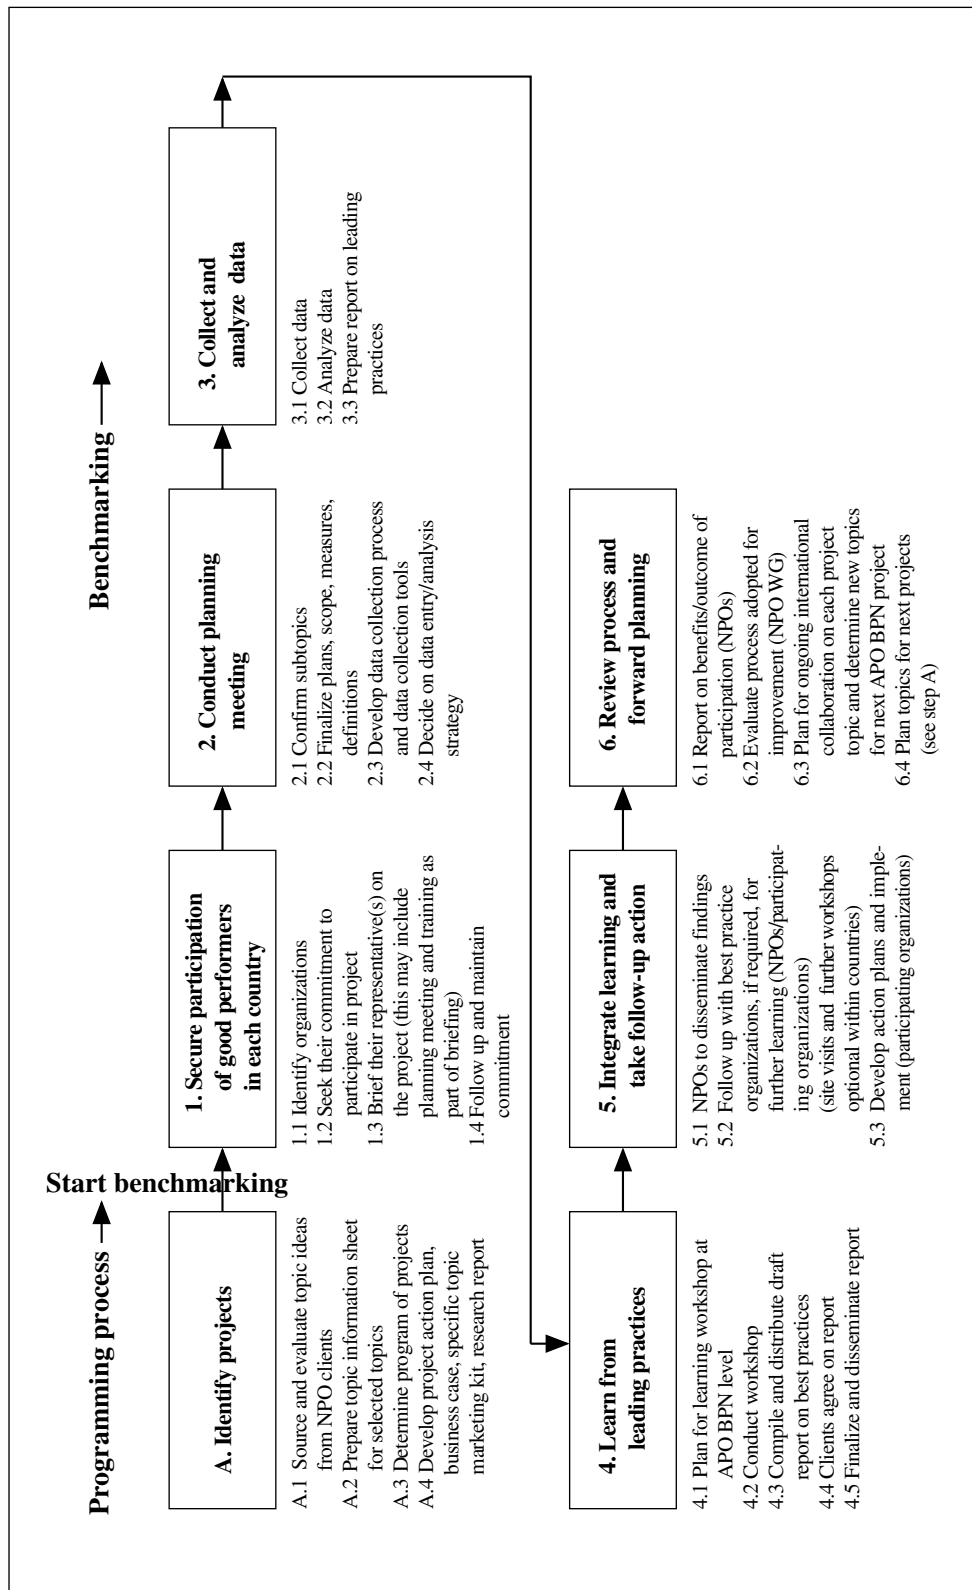 Programming process
Benchmarking
Start benchmarking
A. Identify projects
A.1 Source and evaluate topic ideas
from NPO clients
A.2 Prepare topic information sheet
for selected topics
A.3 Determine program of projects
A.4 Develop project action plan,
business case, specific topic
marketing kit, research report
1. Secure participation
of good performers
in each country
1.1 Identify organizations
1.2 Seek their commitment to
participate in project
1.3 Brief their representative(s) on
the project (this may include
planning meeting and training as
part of briefing)
1.4 Follow up and maintain
commitment
2. Conduct planning
meeting
2.1 Confirm subtopics
2.2 Finalize plans, scope, measures,
definitions
2.3 Develop data collection process
and data collection tools
2.4 Decide on data entry/analysis
strategy
3. Collect and
analyze data
3.1 Collect data
3.2 Analyze data
3.3 Prepare report on leading
practices
4. Learn from
leading practices
4.1 Plan for learning workshop at
APO BPN level
4.2 Conduct workshop
4.3 Compile and distribute draft
report on best practices
4.4 Clients agree on report
4.5 Finalize and disseminate report
5. Integrate learning and
take follow-up action
5.1 NPOs to disseminate findings
5.2 Follow up with best practice
organizations, if required, for
further learning (NPOs/participat-
ing organizations)
(site visits and further workshops
optional within countries)
5.3 Develop action plans and imple-
ment (participating organizations)
6. Review process and
forward planning
6.1 Report on benefits/outcome of
participation (NPOs)
6.2 Evaluate process adopted for
improvement (NPO WG)
6.3 Plan for ongoing international
collaboration on each project
topic and determine new topics
for next APO BPN project
6.4 Plan topics for next projects
(see step A)